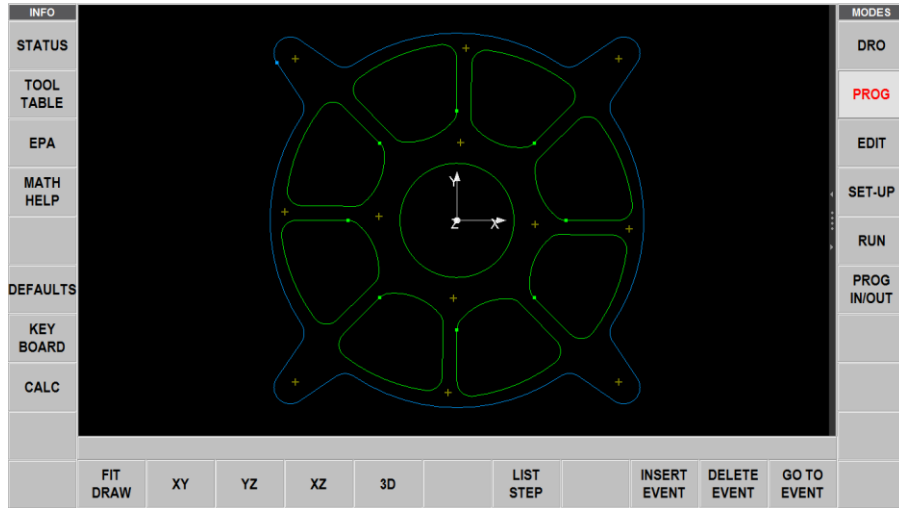 INFO
STATUS
TOOL
TABLE
EPA
MATH
HELP
DEFAULTS
KEY
BOARD
CALC
Y
Z
X
FIT
DRAW
XY
YZ
XZ
3D
LIST
STEP
INSERT
EVENT
DELETE
EVENT
GO TO
EVENT
MODES
DRO
PROG
EDIT
SET-UP
RUN
PROG
IN/OUT